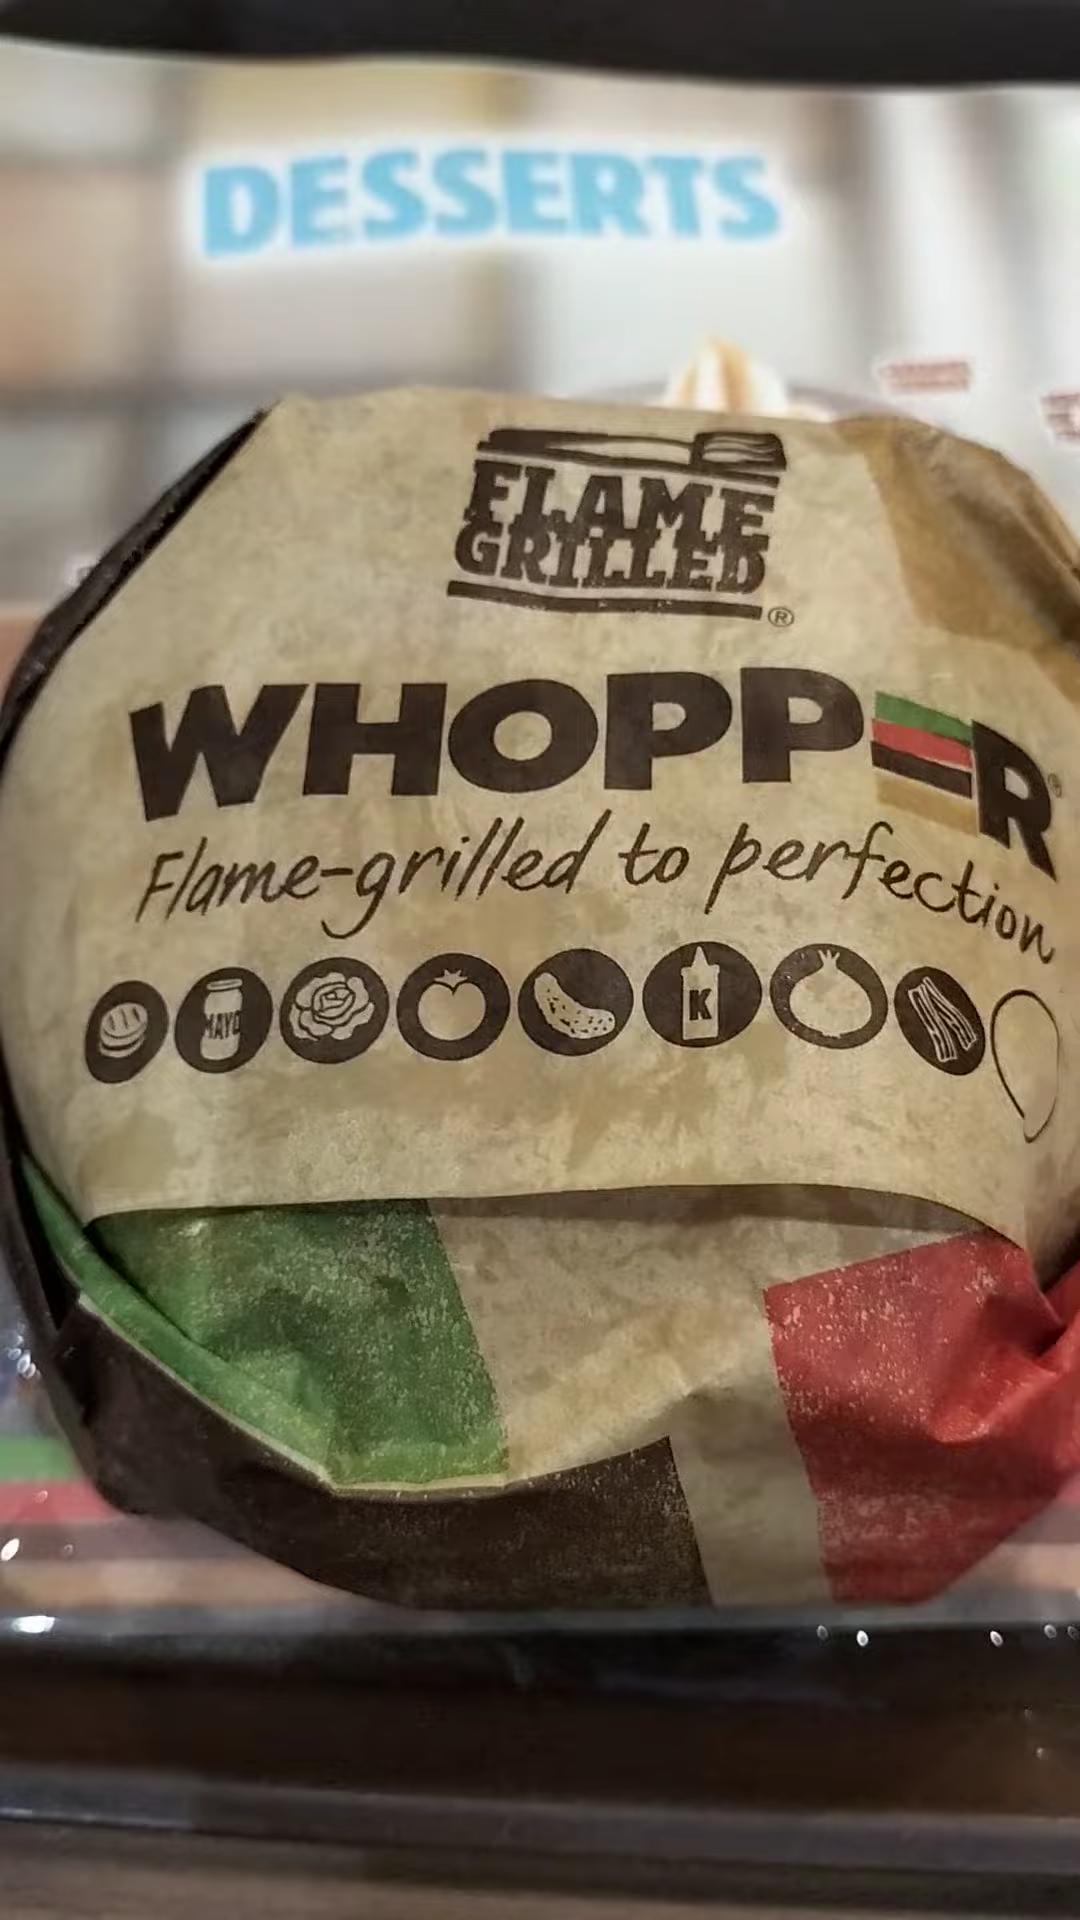 DESSERTS
FLAME
GRILLED
®
WHOPPER®
Flame-grilled to perfection
MAYO
K